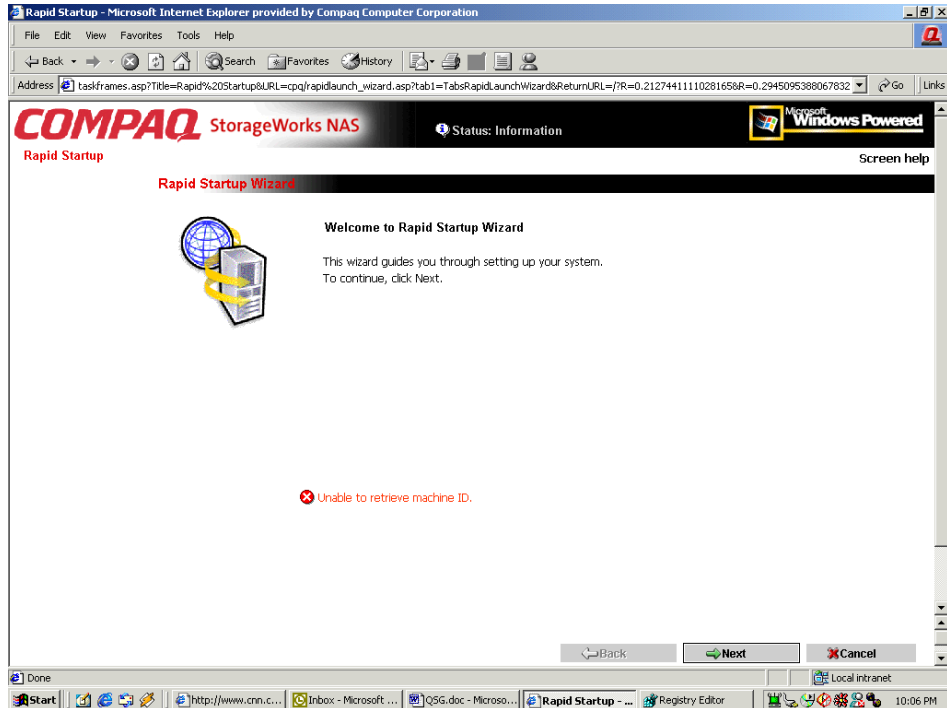 Rapid Startup - Microsoft Internet Explorer provided by Compaq Computer Corporation
File Edit View Favorites Tools Help
Back Search Favorites History
Address taskframes.asp?Title=Rapid%20Startup&URL=cpq/rapidlaunch_wizard.asp?tab1=TabsRapidLaunchWizard&ReturnURL=/?R=0.2127441111028165&R=0.2945095388067832 Go Links
COMPAQ StorageWorks NAS Status: Information Microsoft Windows Powered
Rapid Startup Screen help
Rapid Startup Wizard
Welcome to Rapid Startup Wizard
This wizard guides you through setting up your system.
To continue, click Next.
Unable to retrieve machine ID.
Back Next Cancel
Done Local intranet
Start http://www.cnn.c... Inbox - Microsoft ... QSG.doc - Microso... Rapid Startup - ... Registry Editor 10:06 PM